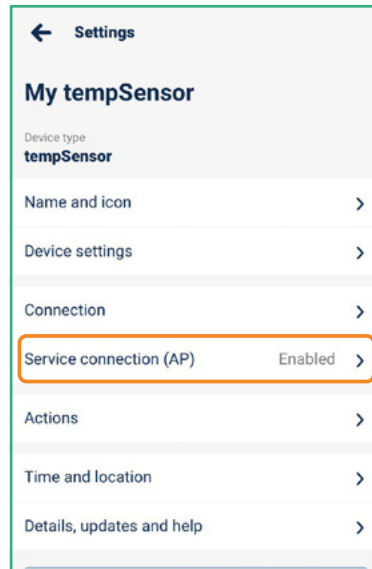 Settings
My tempSensor
Device type
tempSensor
Name and icon
Device settings
Connection
Service connection (AP) Enabled
Actions
Time and location
Details, updates and help